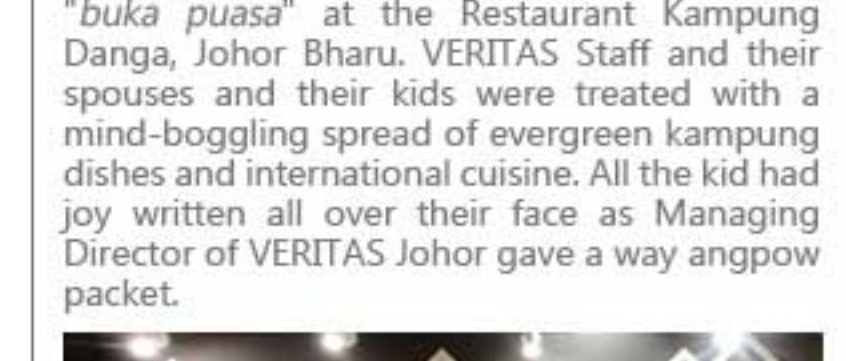 "buka puasa" at the Restaurant Kampung
Danga, Johor Bharu. VERITAS Staff and their
spouses and their kids were treated with a
mind-boggling spread of evergreen kampung
dishes and international cuisine. All the kid had
joy written all over their face as Managing
Director of VERITAS Johor gave a way angpow
packet.